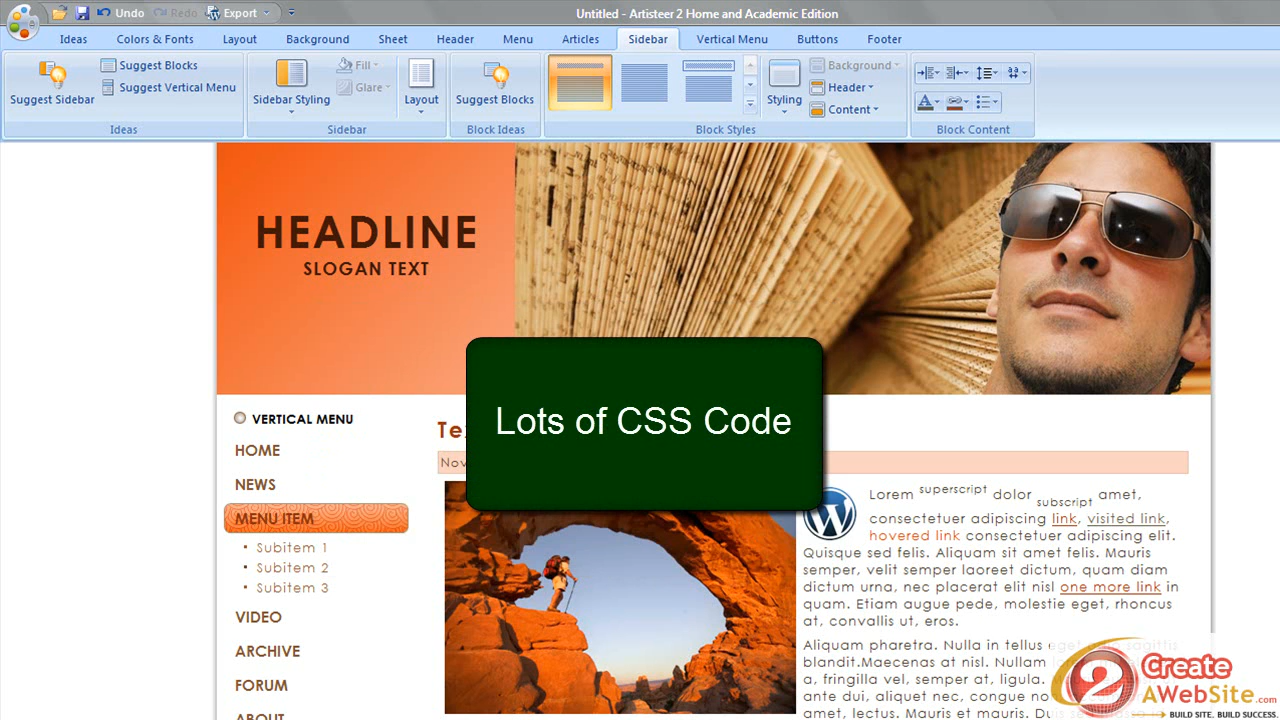 Untitled - Artisteer 2 Home and Academic Edition
Undo Redo Export
Ideas Colors & Fonts Layout Background Sheet Header Menu Articles Sidebar Vertical Menu Buttons Footer
Suggest Sidebar
Suggest Blocks
Suggest Vertical Menu
Ideas
Sidebar Styling
Fill
Glare
Layout
Sidebar
Suggest Blocks
Block Ideas
Styling
Background
Header
Content
Block Styles
Block Content
HEADLINE
SLOGAN TEXT
Lots of CSS Code
VERTICAL MENU
HOME
NEWS
MENU ITEM
Subitem 1
Subitem 2
Subitem 3
VIDEO
ARCHIVE
FORUM
ABOUT
Lorem superscript dolor subscript amet,
consectetuer adipiscing link, visited link,
hovered link consectetuer adipiscing elit.
Quisque sed felis. Aliquam sit amet felis. Mauris
semper, velit semper laoreet dictum, quam diam
dictum urna, nec placerat elit nisl one more link in
quam. Etiam augue pede, molestie eget, rhoncus
at, convallis ut, eros.
Aliquam pharetra. Nulla in tellus eget odio sagittis
blandit.Maecenas at nisl. Nullam
a, fringilla vel, semper at, ligula.
ante dui, aliquet nec, congue no
amet, lectus. Mauris et mauris. Duis sed
2 Create
AWebSite.com
BUILD SITE. BUILD SUCCESS.